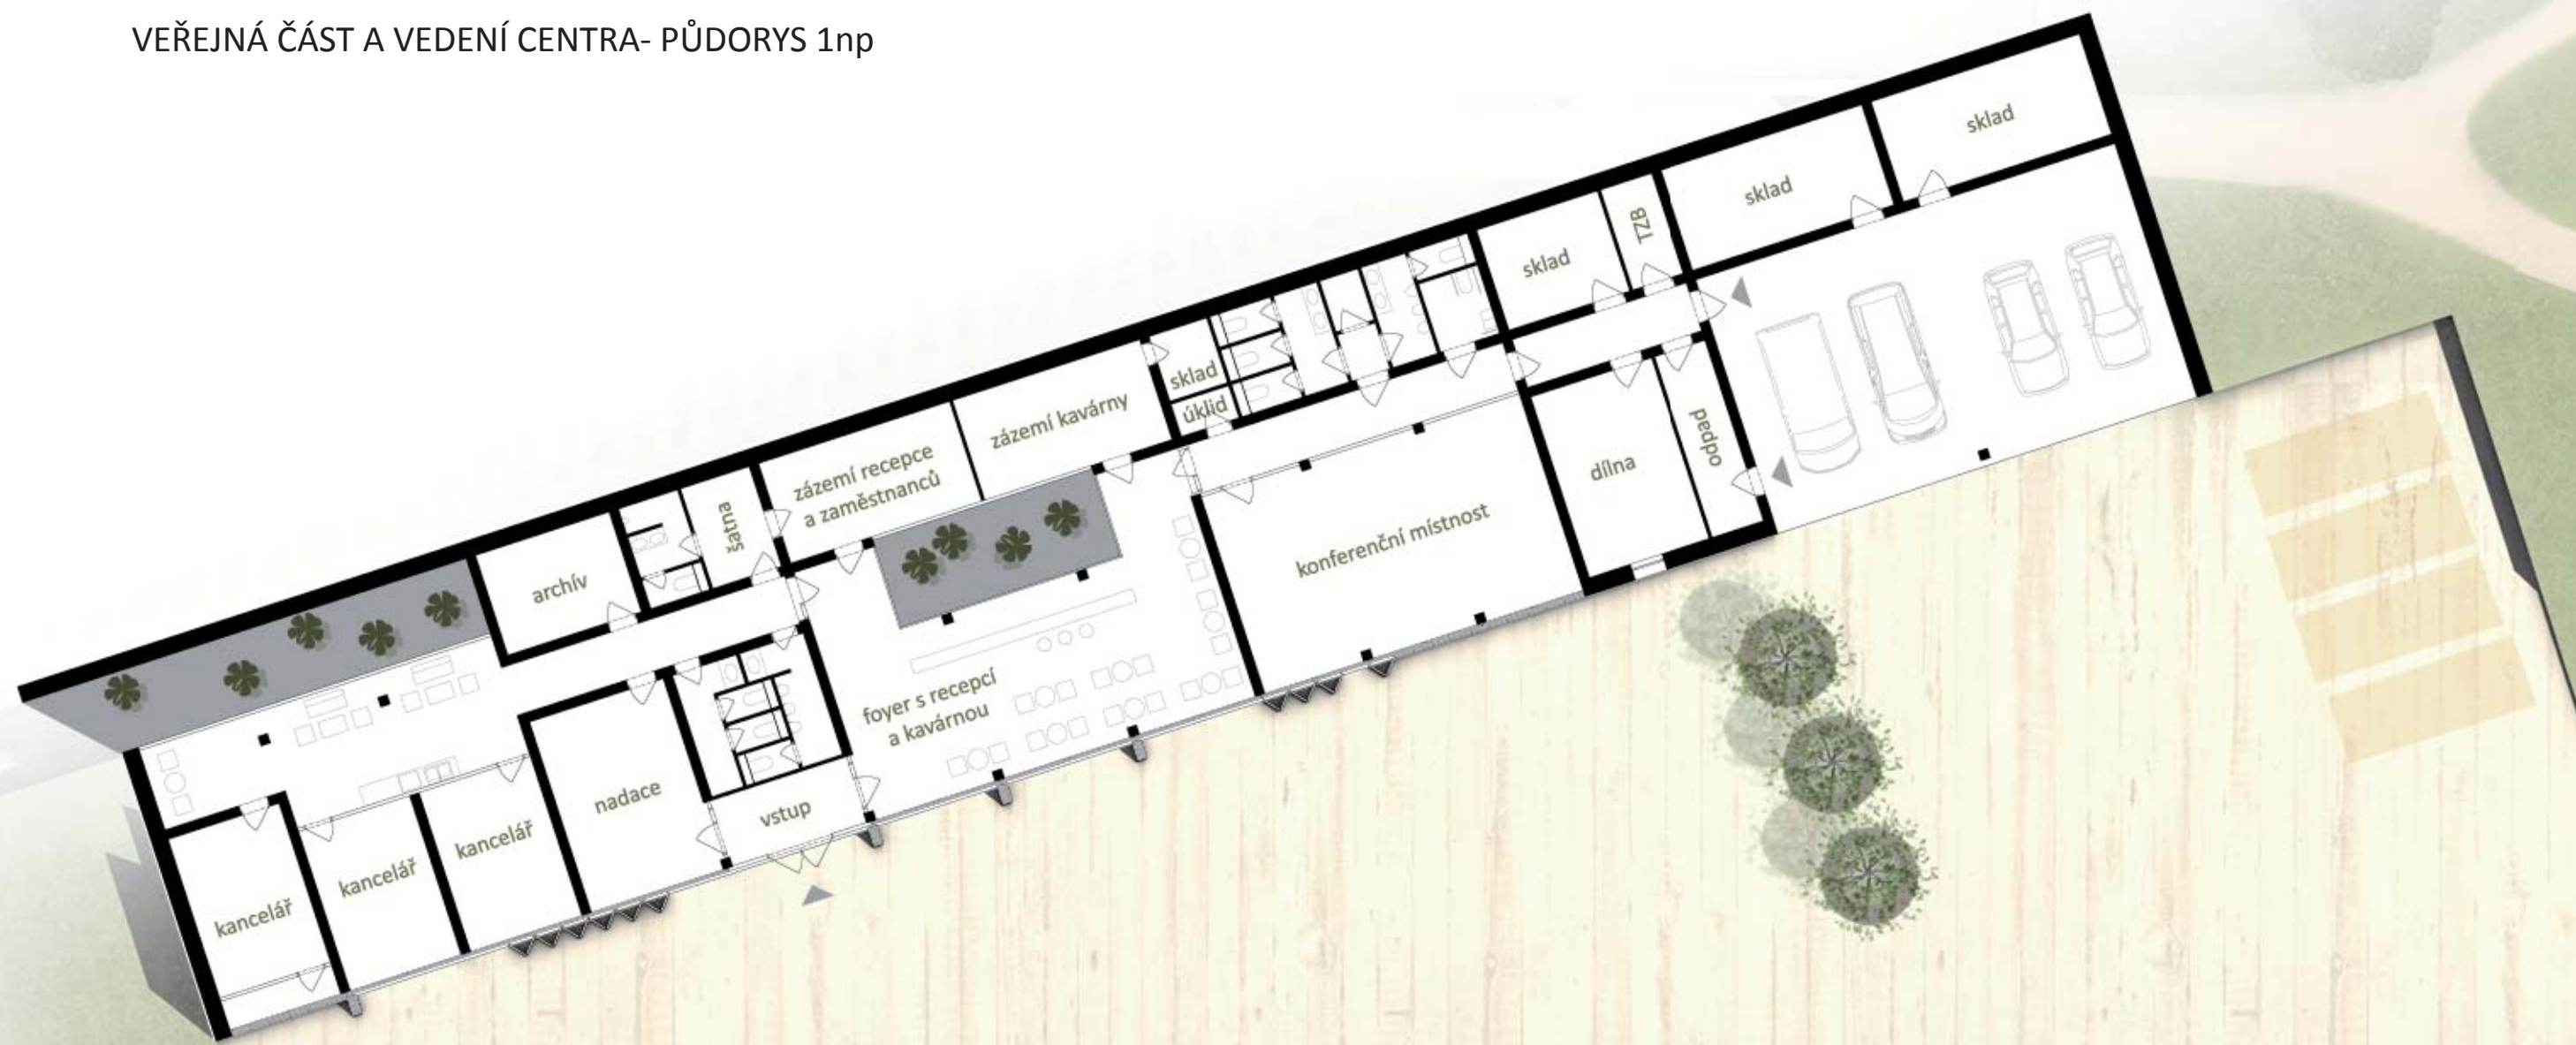 VEŘEJNÁ ČÁST A VEDENÍ CENTRA- PŮDORYS 1np
sklad
sklad
TZB
sklad
sklad
úklid
zázemí kavárny
zázemí recepce
a zaměstnanců
šatna
archív
odpad
dílna
konferenční místnost
foyer s recepcí
a kavárnou
vstup
nadace
kancelář
kancelář
kancelář